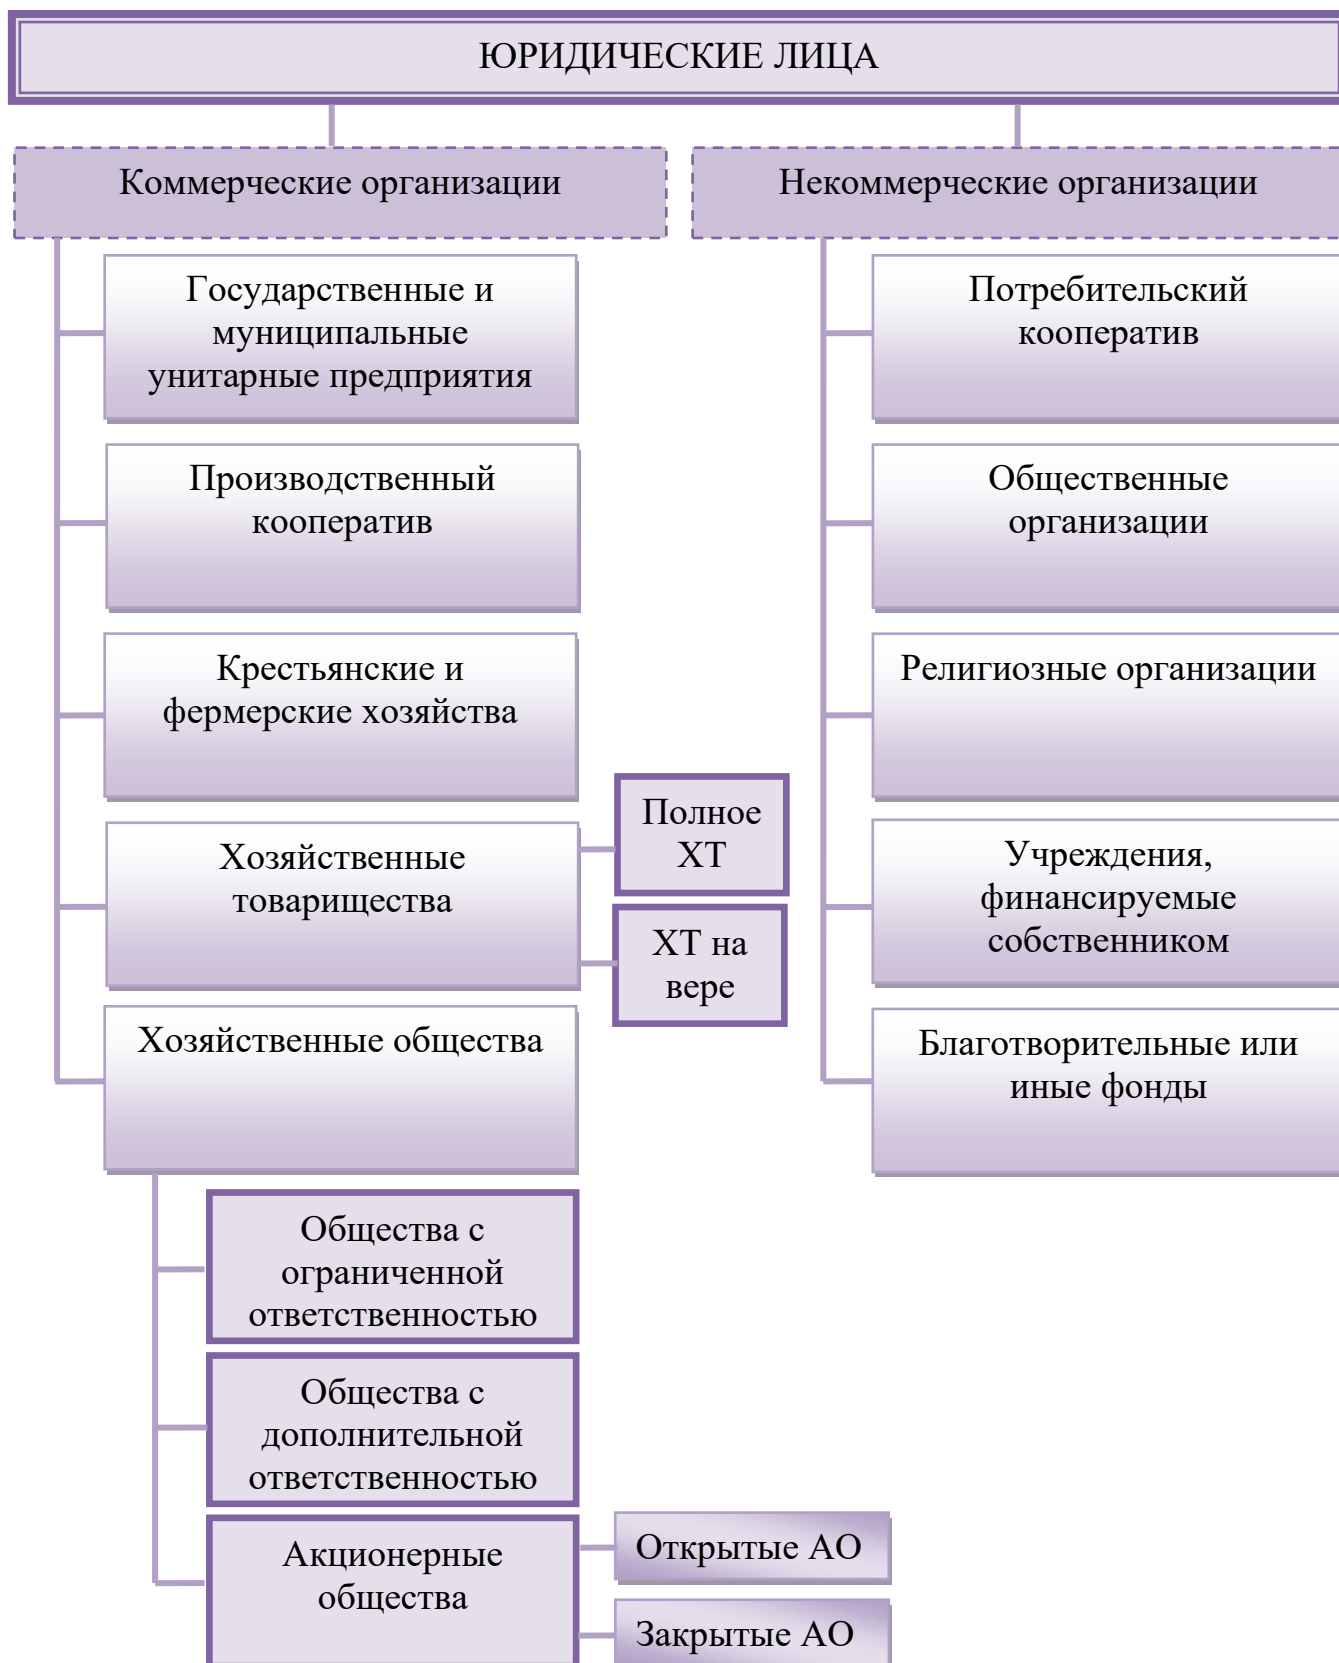 ЮРИДИЧЕСКИЕ ЛИЦА
Коммерческие организации
Государственные и
муниципальные
унитарные предприятия
Производственный
кооператив
Крестьянские и
фермерские хозяйства
Хозяйственные
товарищества
Полное
ХТ
ХТ на
вере
Хозяйственные общества
Общества с
ограниченной
ответственностью
Общества с
дополнительной
ответственностью
Акционерные
общества
Открытые АО
Закрытые АО
Некоммерческие организации
Потребительский
кооператив
Общественные
организации
Религиозные организации
Учреждения,
финансируемые
собственником
Благотворительные или
иные фонды